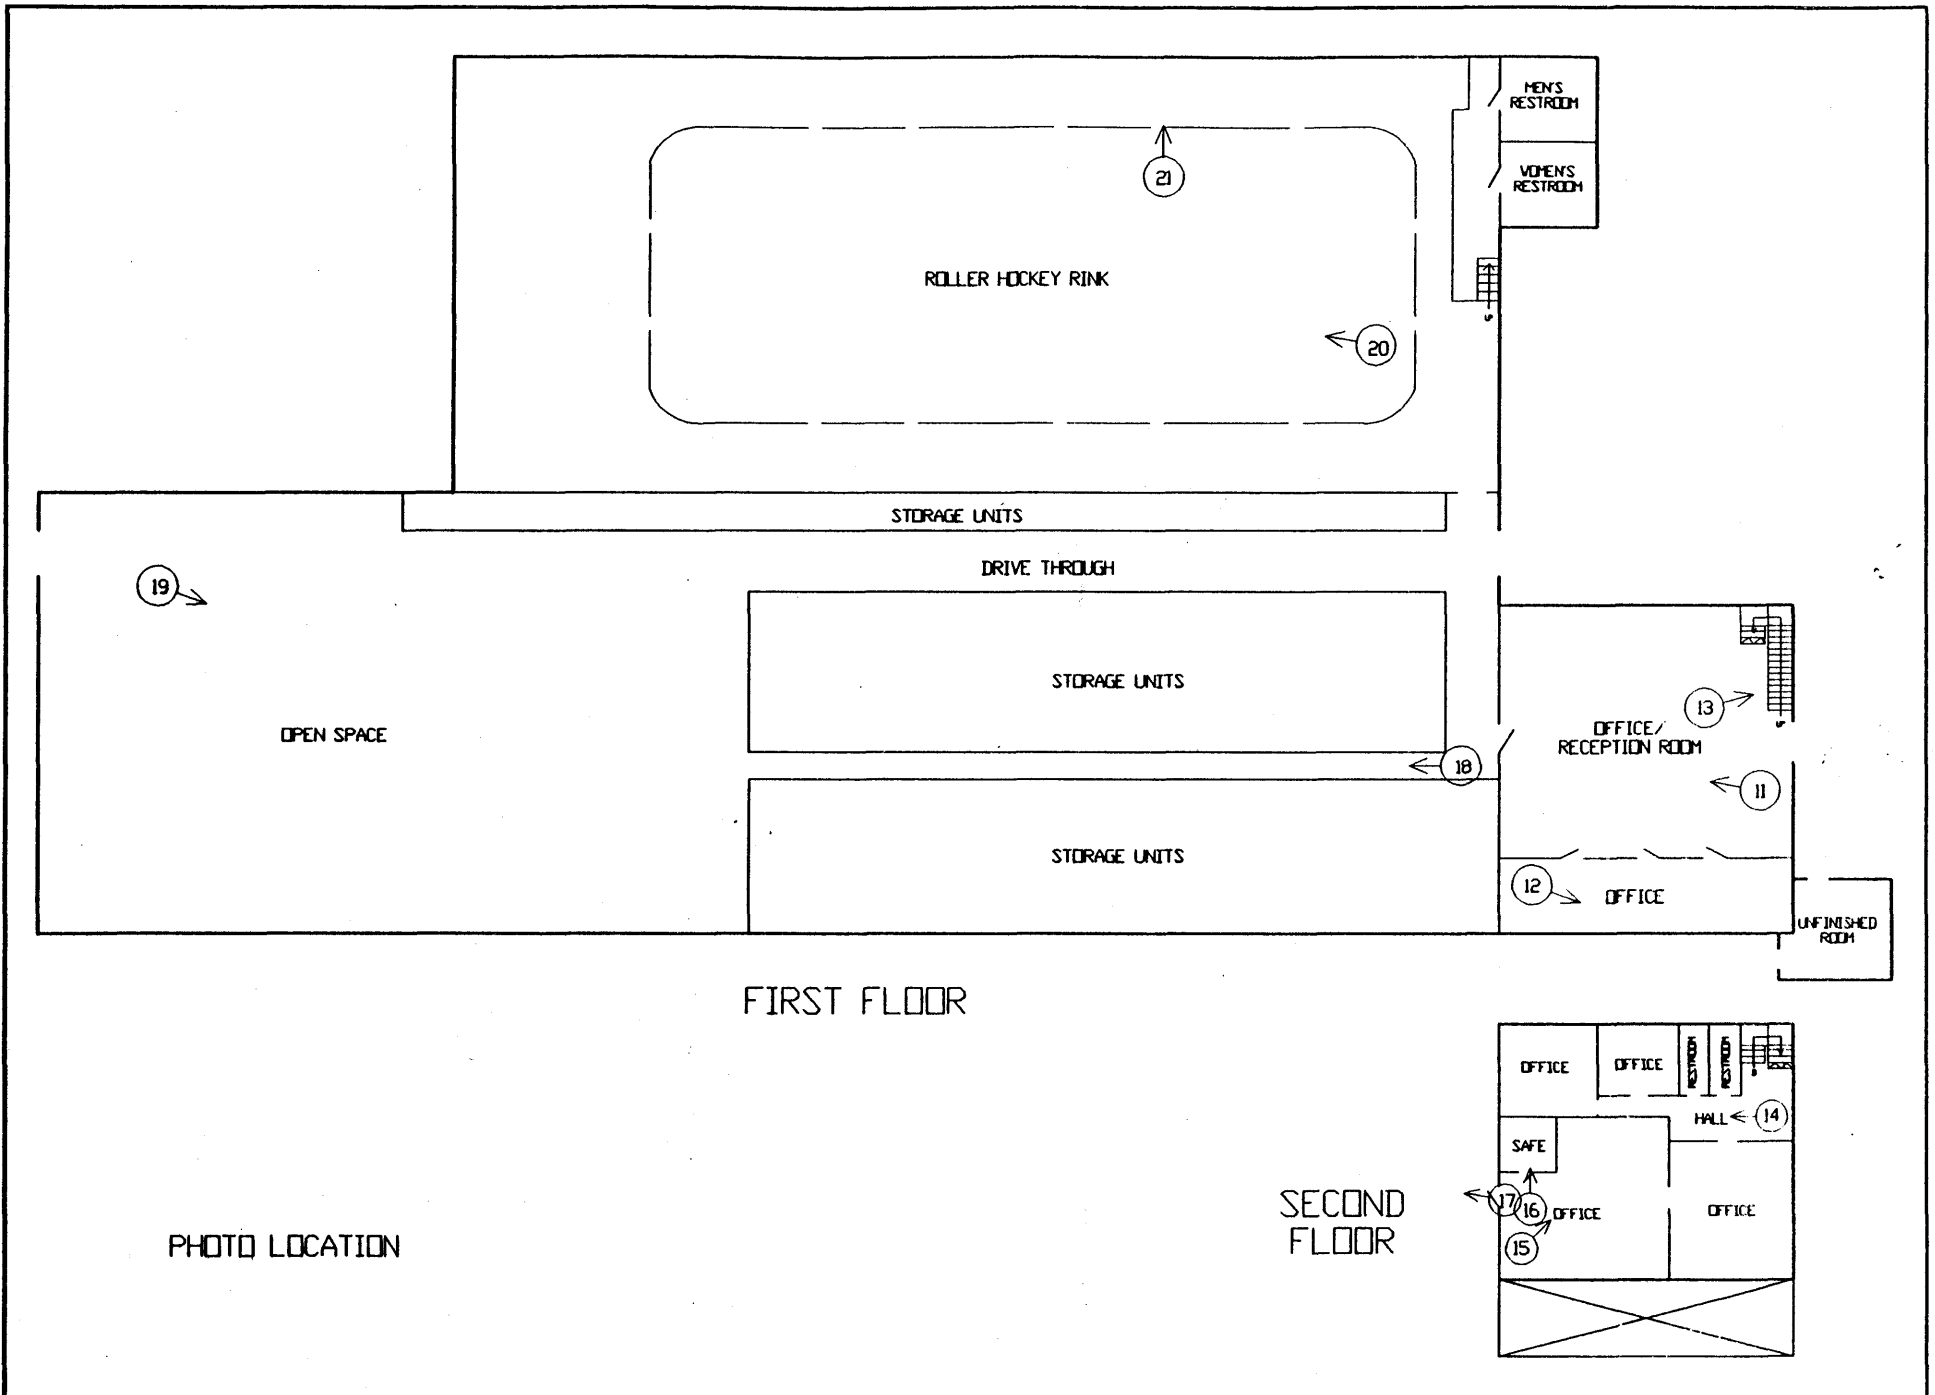 MEN'S
RESTROOM
21
WOMEN'S
RESTROOM
ROLLER HOCKEY RINK
UP
20
STORAGE UNITS
DRIVE THROUGH
19
STORAGE UNITS
13
UP
OPEN SPACE
OFFICE/
RECEPTION ROOM
18
11
STORAGE UNITS
12
OFFICE
UNFINISHED
ROOM
FIRST FLOOR
OFFICE
OFFICE
RESTROOM
RESTROOM
HALL
14
SAFE
17
16
OFFICE
OFFICE
15
SECOND
FLOOR
PHOTO LOCATION